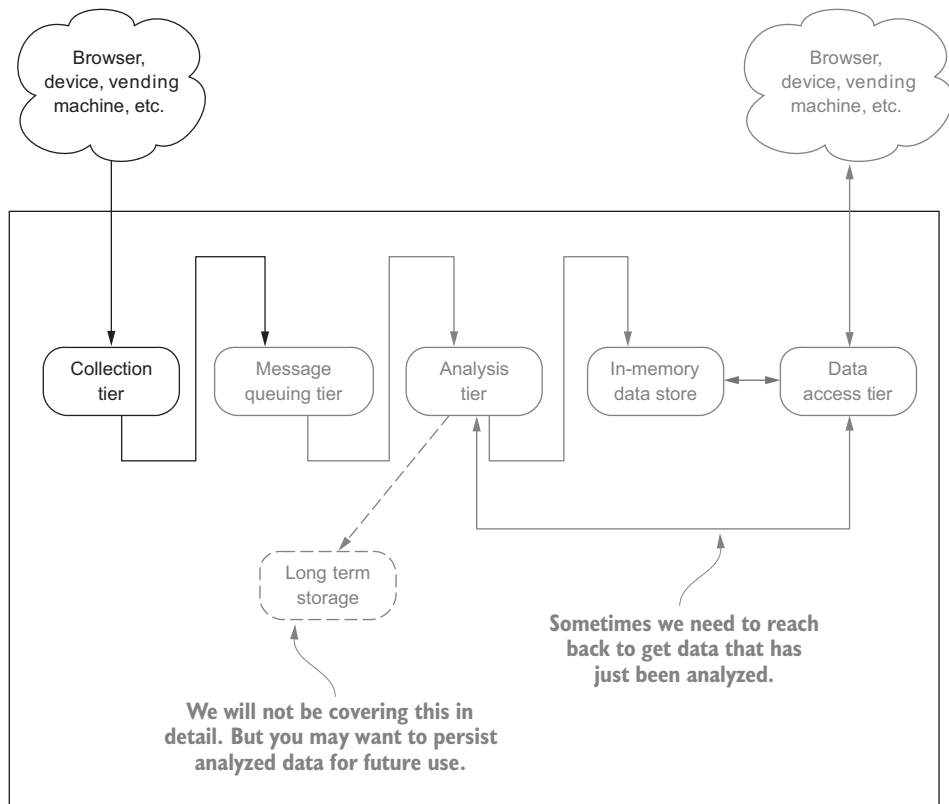 Browser,
device, vending
machine, etc.
Browser,
device, vending
machine, etc.
Collection
tier
Message
queuing tier
Analysis
tier
In-memory
data store
Data
access tier
Long term
storage
Sometimes we need to reach
back to get data that has
just been analyzed.
We will not be covering this in
detail. But you may want to persist
analyzed data for future use.